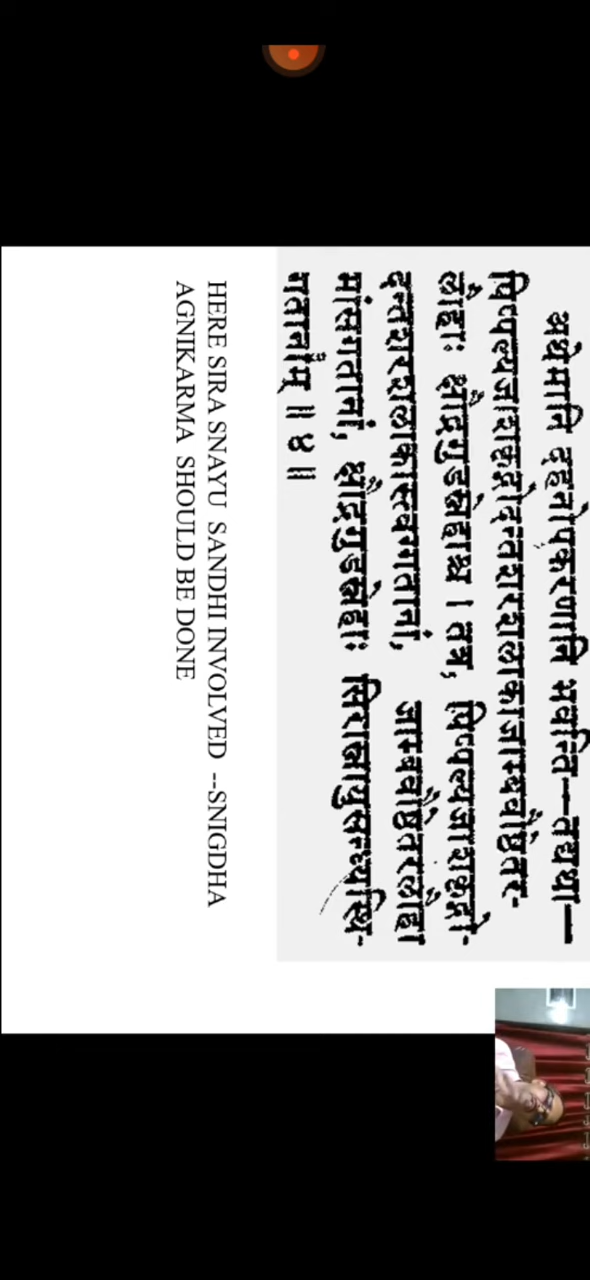 अथेमानि दहनोपकरणानि भवन्ति—तद्यथा—
पिप्पल्यजाशकृद्गोदन्तशरशलाकाजाम्बवौष्ठेतर-
लौहाः क्षौद्रगुडस्नेहाश्च । तत्र, पिप्पल्यजाशकृद्गो-
दन्तशरशलाकास्त्वग्गतानां, जाम्बवौष्ठेतरलौहा
मांसगतानां, क्षौद्रगुडस्नेहाः सिरास्नायुसन्ध्यस्थि-
गतानाम् ॥ ४ ॥
HERE SIRA SNAYU SANDHI INVOLVED --SNIGDHA
AGNIKARMA SHOULD BE DONE